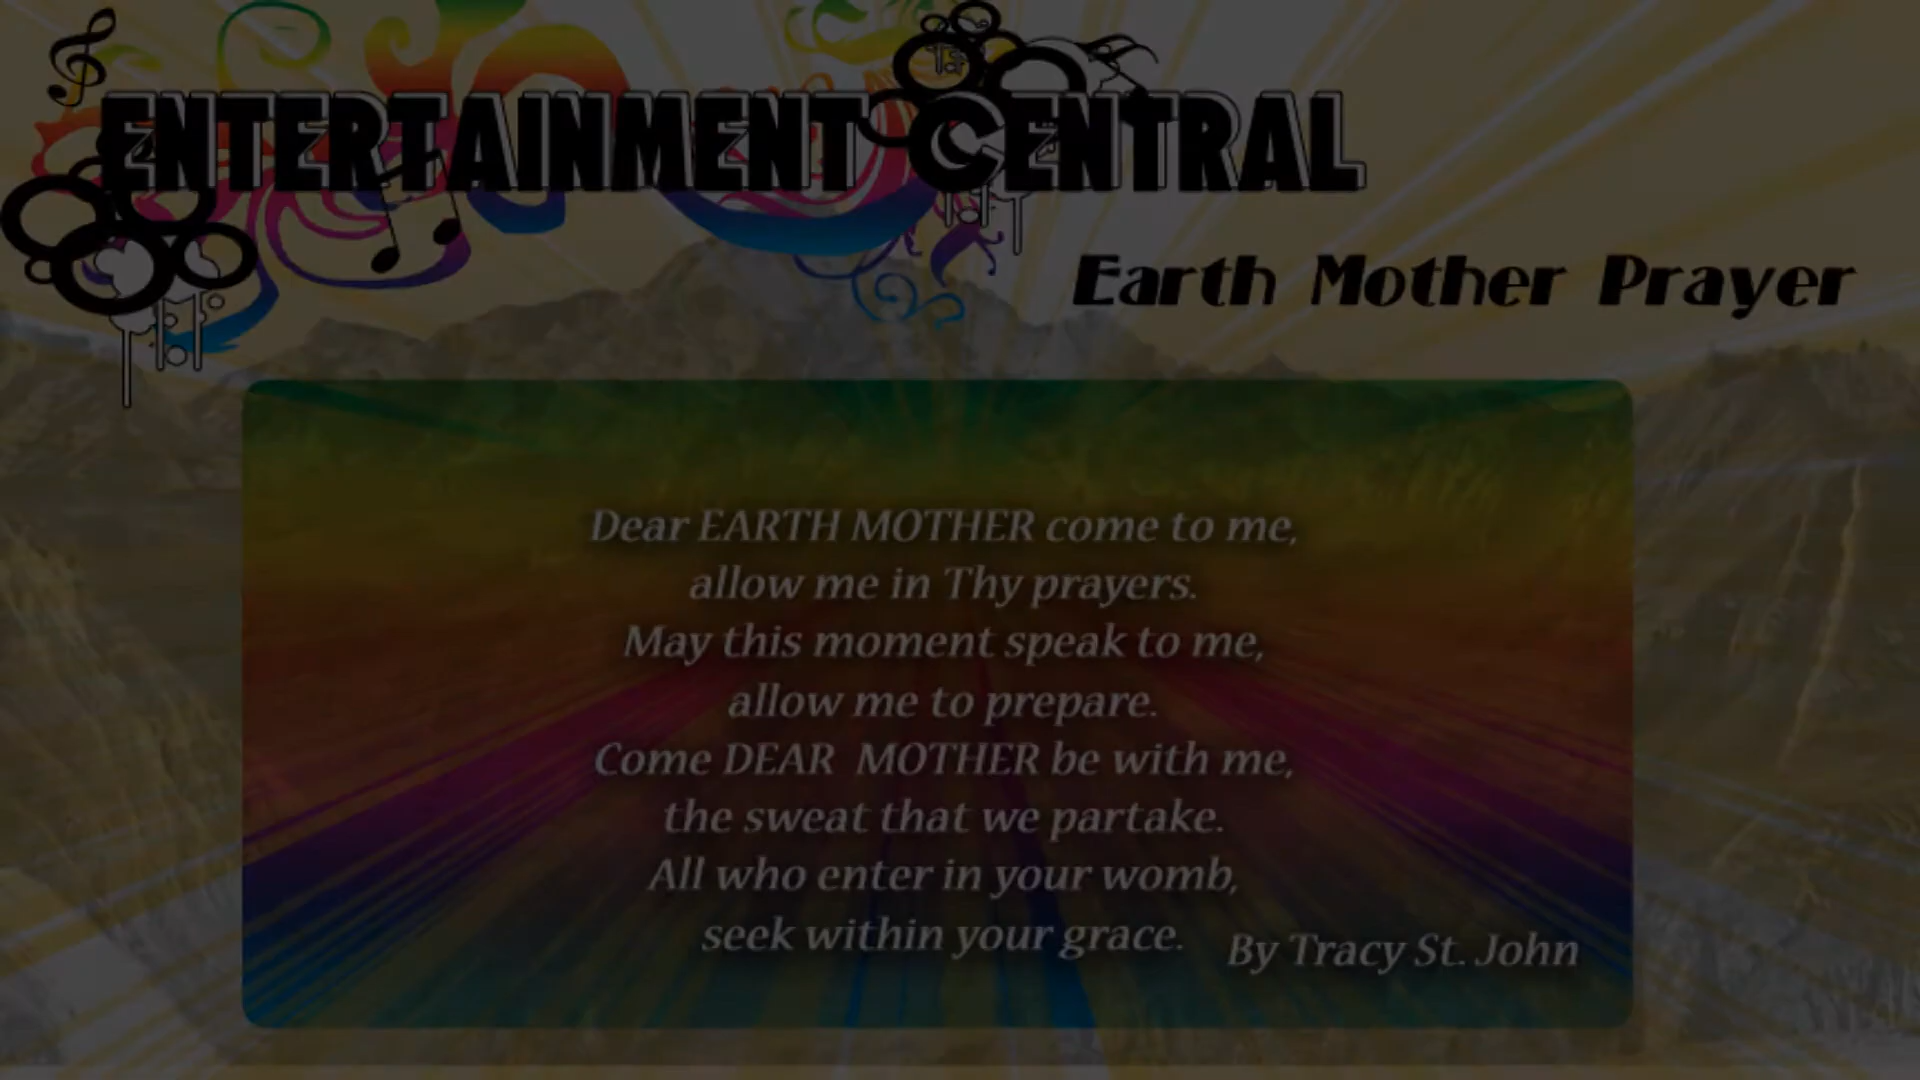 ENTERTAINMENT CENTRAL
Earth Mother Prayer
Dear EARTH MOTHER come to me,
allow me in Thy prayers.
May this moment speak to me,
allow me to prepare.
Come DEAR MOTHER be with me,
the sweat that we partake.
All who enter in your womb,
seek within your grace.
By Tracy St. John